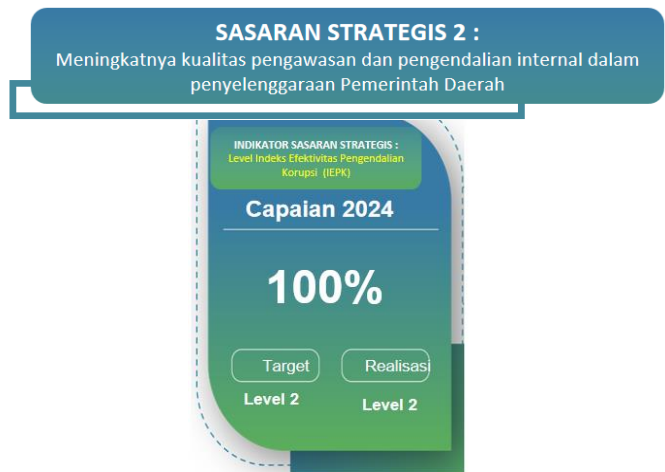 SASARAN STRATEGIS 2 :
Meningkatnya kualitas pengawasan dan pengendalian internal dalam
penyelenggaraan Pemerintah Daerah
INDIKATOR SASARAN STRATEGIS :
Level Indeks Efektivitas Pengendalian
Korupsi (IEPK)
Capaian 2024
100%
Target Realisasi
Level 2 Level 2